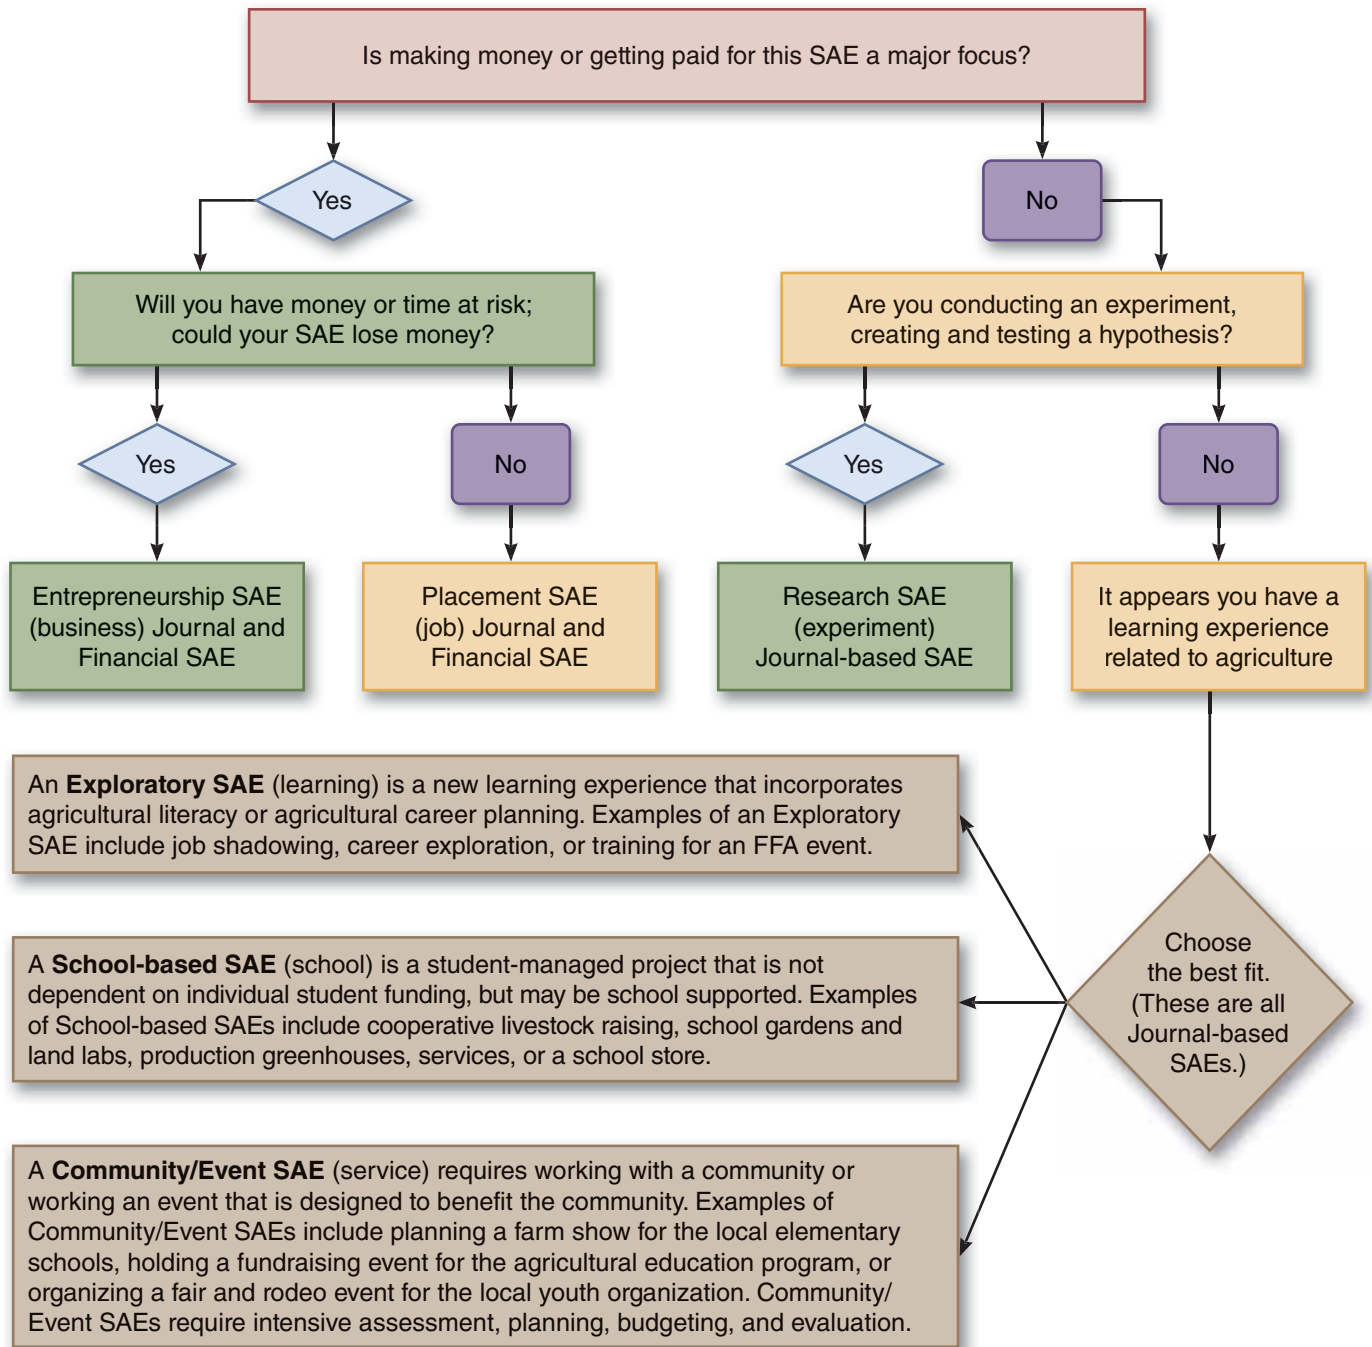 Is making money or getting paid for this SAE a major focus?
Yes
No
Will you have money or time at risk;
could your SAE lose money?
Are you conducting an experiment,
creating and testing a hypothesis?
Yes
No
Yes
No
Entrepreneurship SAE
(business) Journal and
Financial SAE
Placement SAE
(job) Journal and
Financial SAE
Research SAE
(experiment)
Journal-based SAE
It appears you have a
learning experience
related to agriculture
An Exploratory SAE (learning) is a new learning experience that incorporates
agricultural literacy or agricultural career planning. Examples of an Exploratory
SAE include job shadowing, career exploration, or training for an FFA event.
A School-based SAE (school) is a student-managed project that is not
dependent on individual student funding, but may be school supported. Examples
of School-based SAEs include cooperative livestock raising, school gardens and
land labs, production greenhouses, services, or a school store.
Choose
the best fit.
(These are all
Journal-based
SAEs.)
A Community/Event SAE (service) requires working with a community or
working an event that is designed to benefit the community. Examples of
Community/Event SAEs include planning a farm show for the local elementary
schools, holding a fundraising event for the agricultural education program, or
organizing a fair and rodeo event for the local youth organization. Community/
Event SAEs require intensive assessment, planning, budgeting, and evaluation.